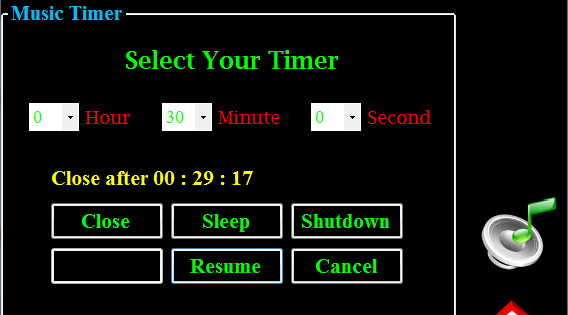 Music Timer
Select Your Timer
0 Hour 30 Minute 0 Second
Close after 00 : 29 : 17
Close Sleep Shutdown
Resume Cancel